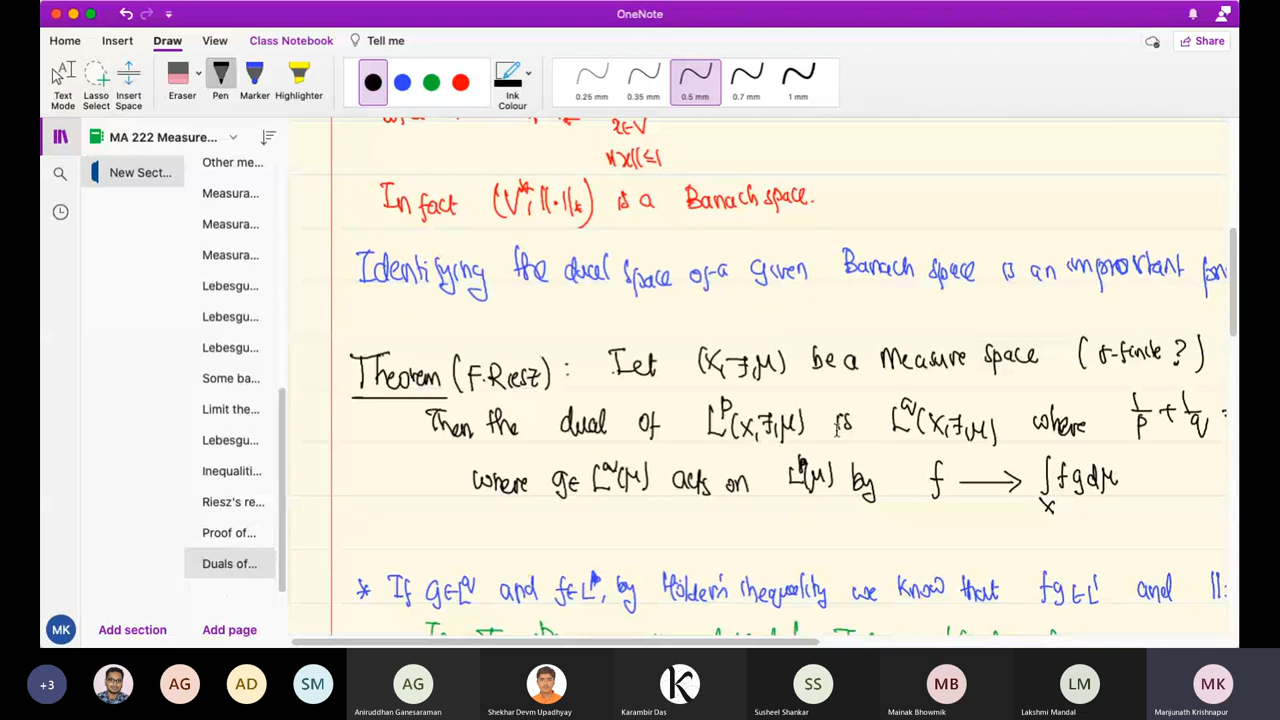 OneNote
Home Insert Draw View Class Notebook Tell me
Share
Text Mode
Lasso Select
Insert Space
Eraser
Pen
Marker
Highlighter
Ink Colour
0.25 mm
0.35 mm
0.5 mm
0.7 mm
1 mm
MA 222 Measure...
New Sect...
Other me...
Measura...
Measura...
Measura...
Lebesgu...
Lebesgu...
Lebesgu...
Some ba...
Limit the...
Lebesgu...
Inequaliti...
Riesz's re...
Proof of...
Duals of...
MK
Add section
Add page
x∈V
||x||≤1
In fact (V*, ||·||*) is a Banach space.
Identifying the dual space of a given Banach space is an important
Theorem (F. Riesz) : Let (X, F, μ) be a measure space (σ-finite ?)
Then the dual of L^p(X, F, μ) is L^q(X, F, μ) where 1/p + 1/q =
where g∈L^q(μ) acts on L^p(μ) by f → ∫_X f g dμ
* If g∈L^q and f∈L^p, by Hölder's inequality we know that fg∈L^1 and ||
+3
AG
AD
SM
AG
Aniruddhan Ganesaraman
Shekhar Devm Upadhyay
K
Karambir Das
SS
Susheel Shankar
MB
Mainak Bhowmik
LM
Lakshmi Mandal
MK
Manjunath Krishnapur